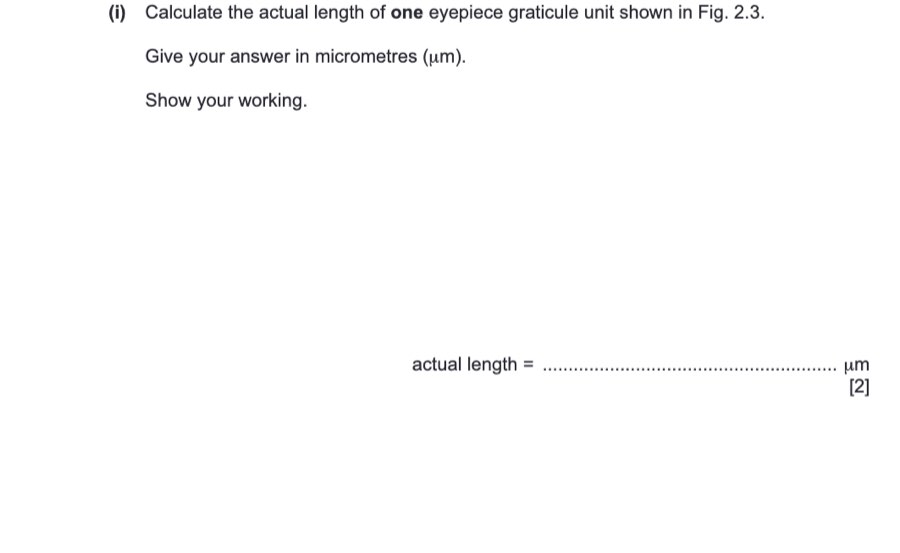 (i) Calculate the actual length of one eyepiece graticule unit shown in Fig. 2.3.
Give your answer in micrometres (μm).
Show your working.
actual length = ............................................................ μm
[2]